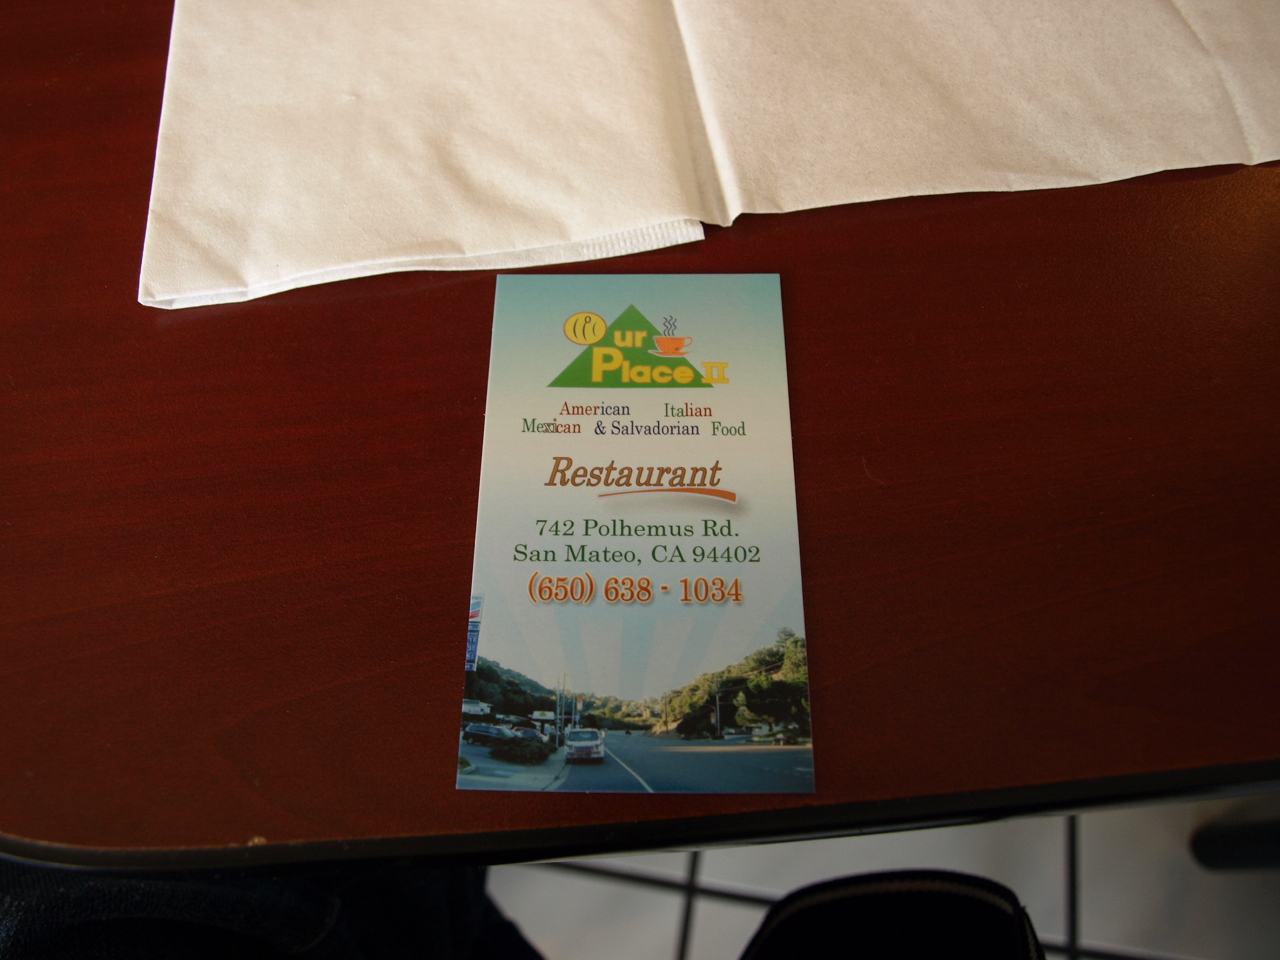 Our
Place II
American Italian
Mexican & Salvadorian Food
Restaurant
742 Polhemus Rd.
San Mateo, CA 94402
(650) 638 - 1034